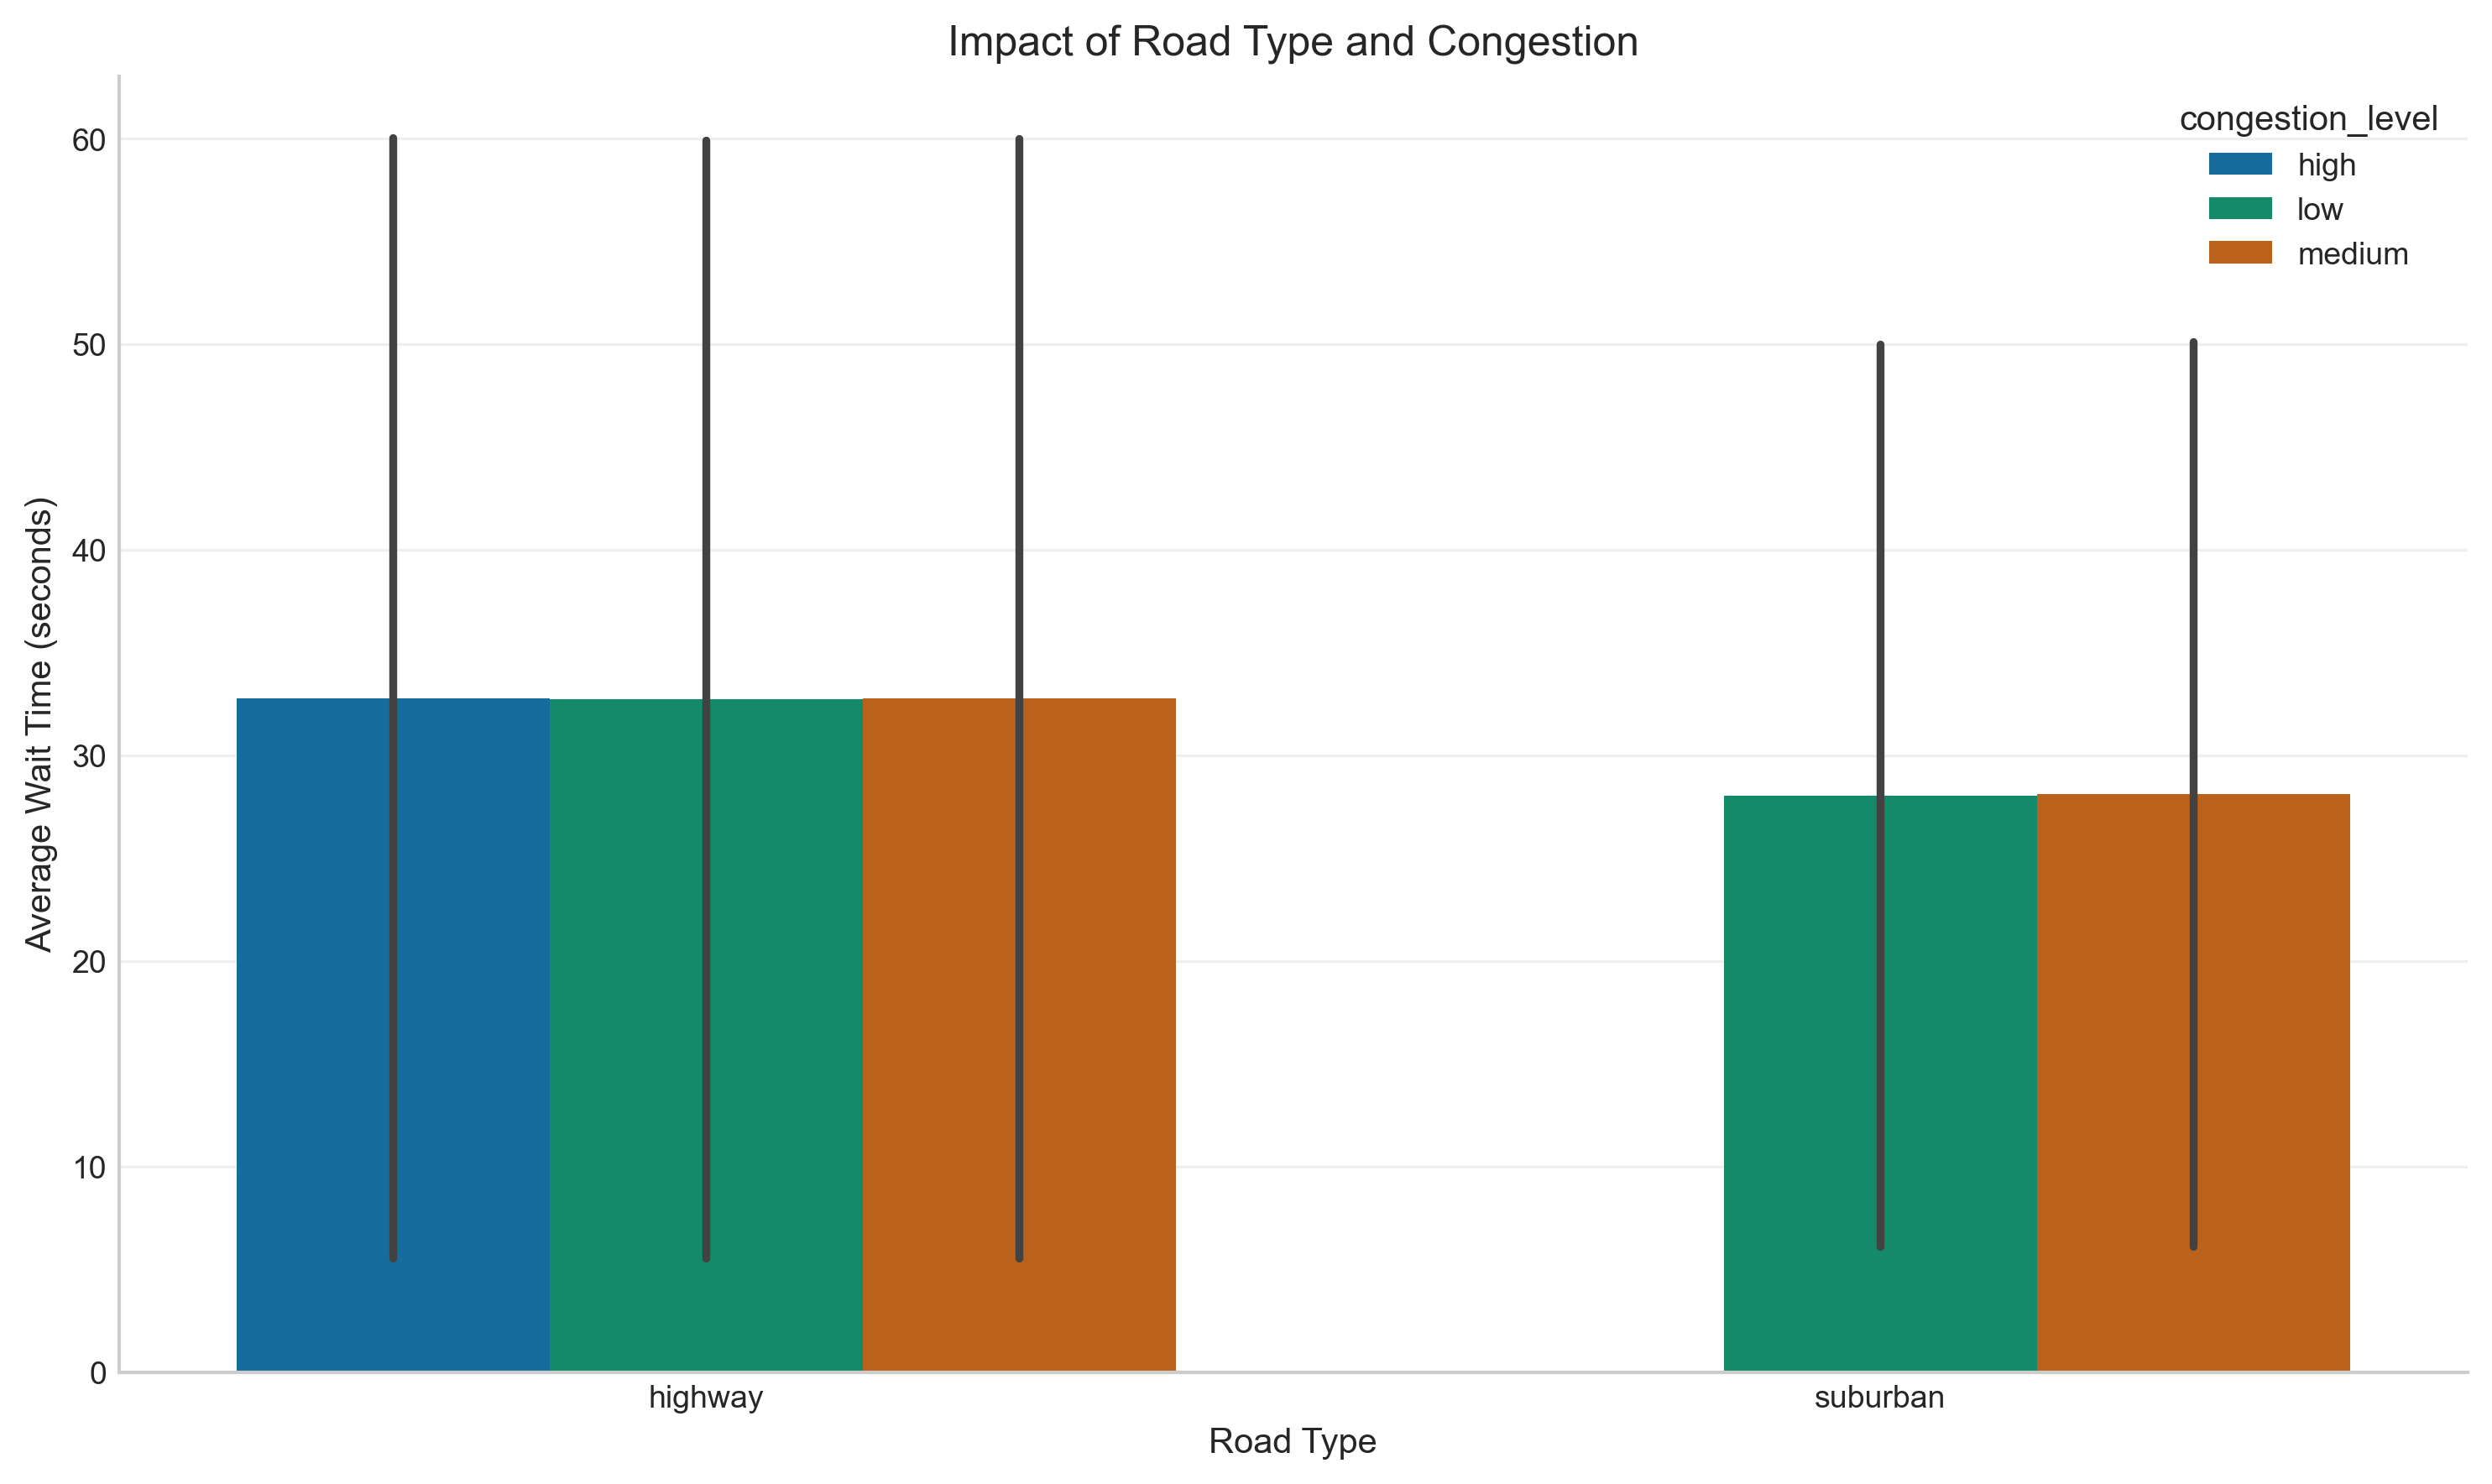 Impact of Road Type and Congestion
congestion_level
high
low
medium
Average Wait Time (seconds)
60
50
40
30
20
10
0
highway
suburban
Road Type